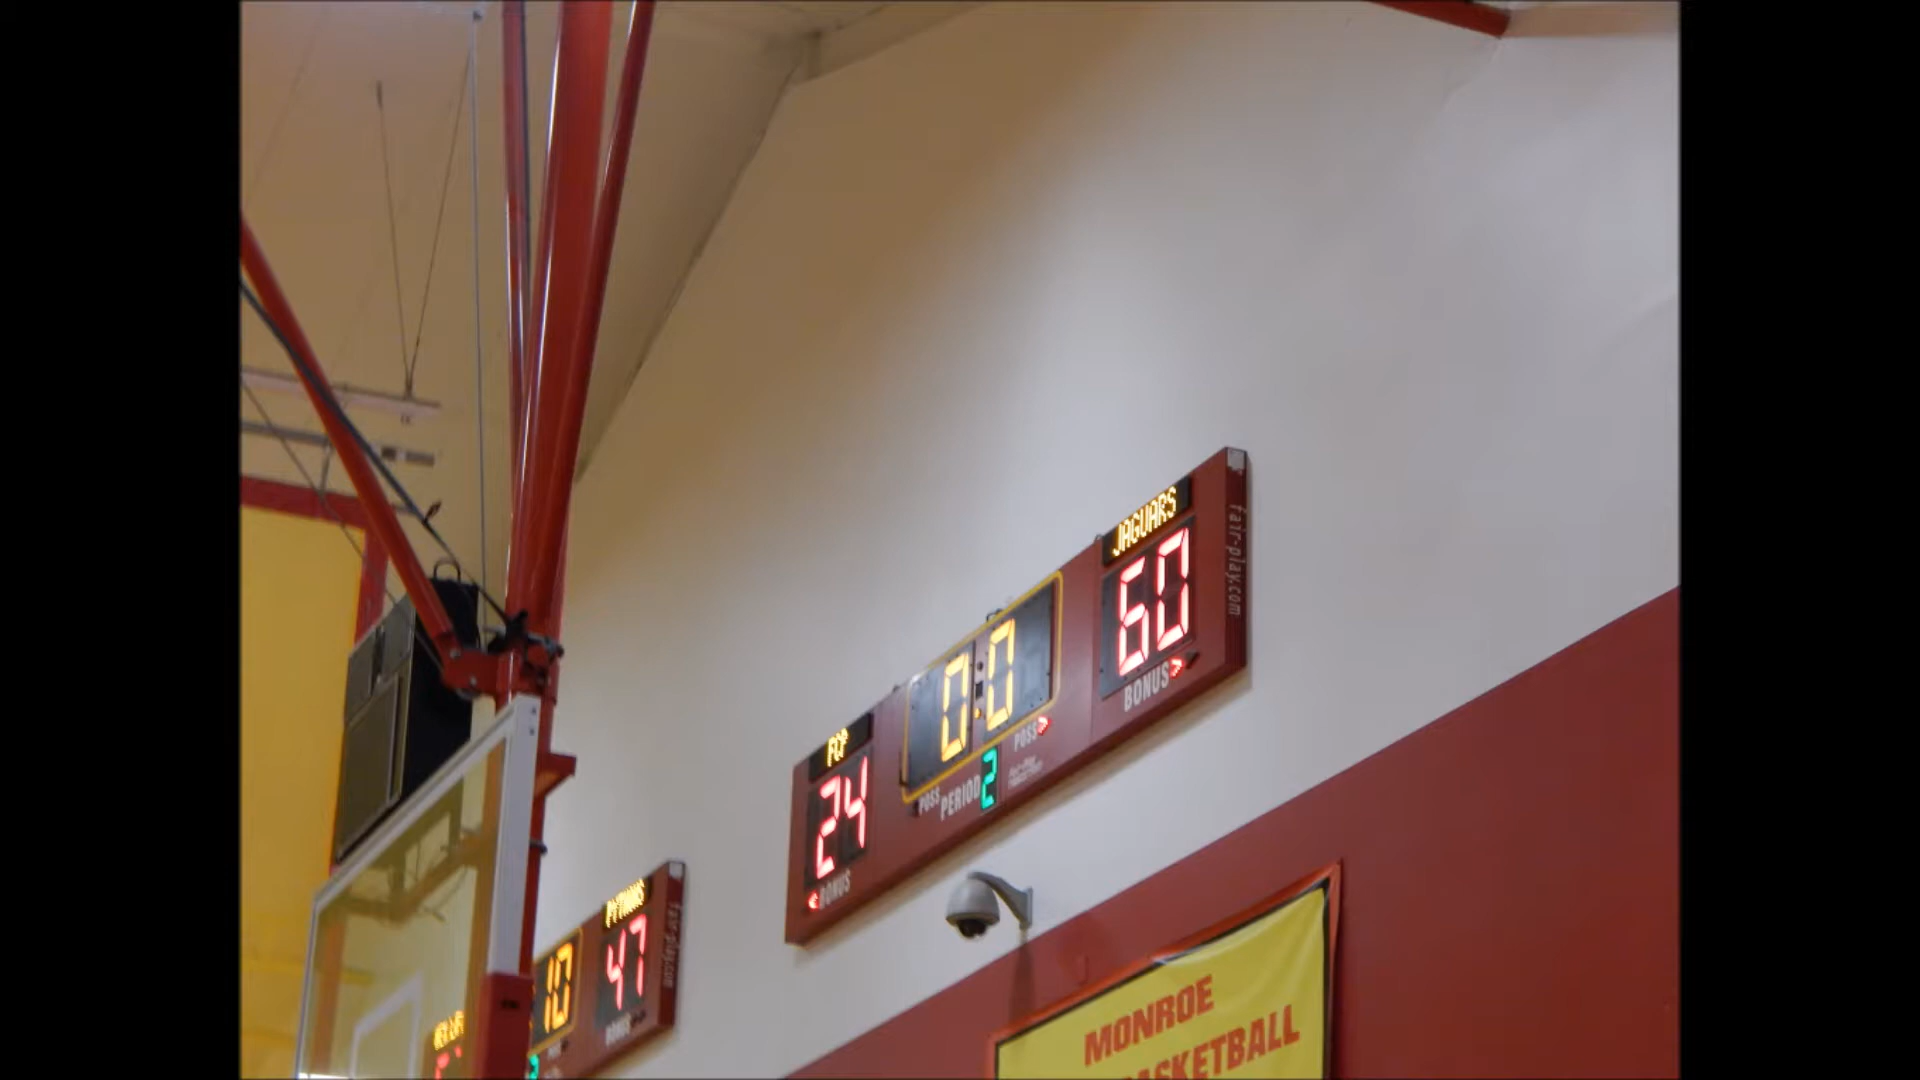 JAGUARS
60
BONUS
fair-play.com
0:0
POSS
FCP
24
BONUS
POSS
PERIOD 2
PYTHONS
47
BONUS
fair-play.com
10
MONROE
BASKETBALL